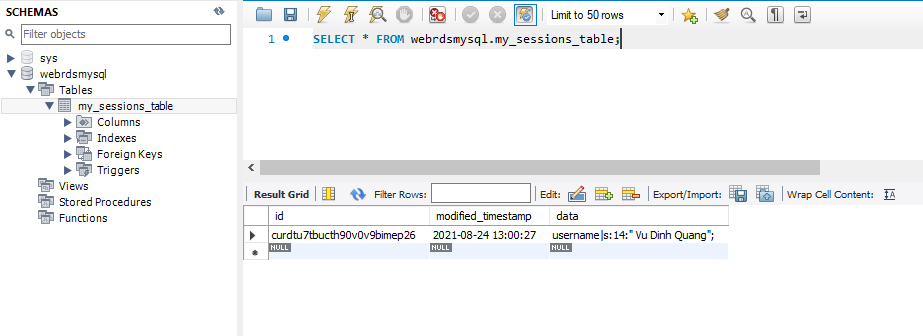 SCHEMAS
Filter objects
sys
webrdsmysql
Tables
my_sessions_table
Columns
Indexes
Foreign Keys
Triggers
Views
Stored Procedures
Functions
Limit to 50 rows
1 SELECT * FROM webrdsmysql.my_sessions_table;
Result Grid Filter Rows: Edit: Export/Import: Wrap Cell Content: IA
id modified_timestamp data
curdtu7tbucth90v0v9bimep26 2021-08-24 13:00:27 username|s:14:" Vu Dinh Quang";
NULL NULL NULL